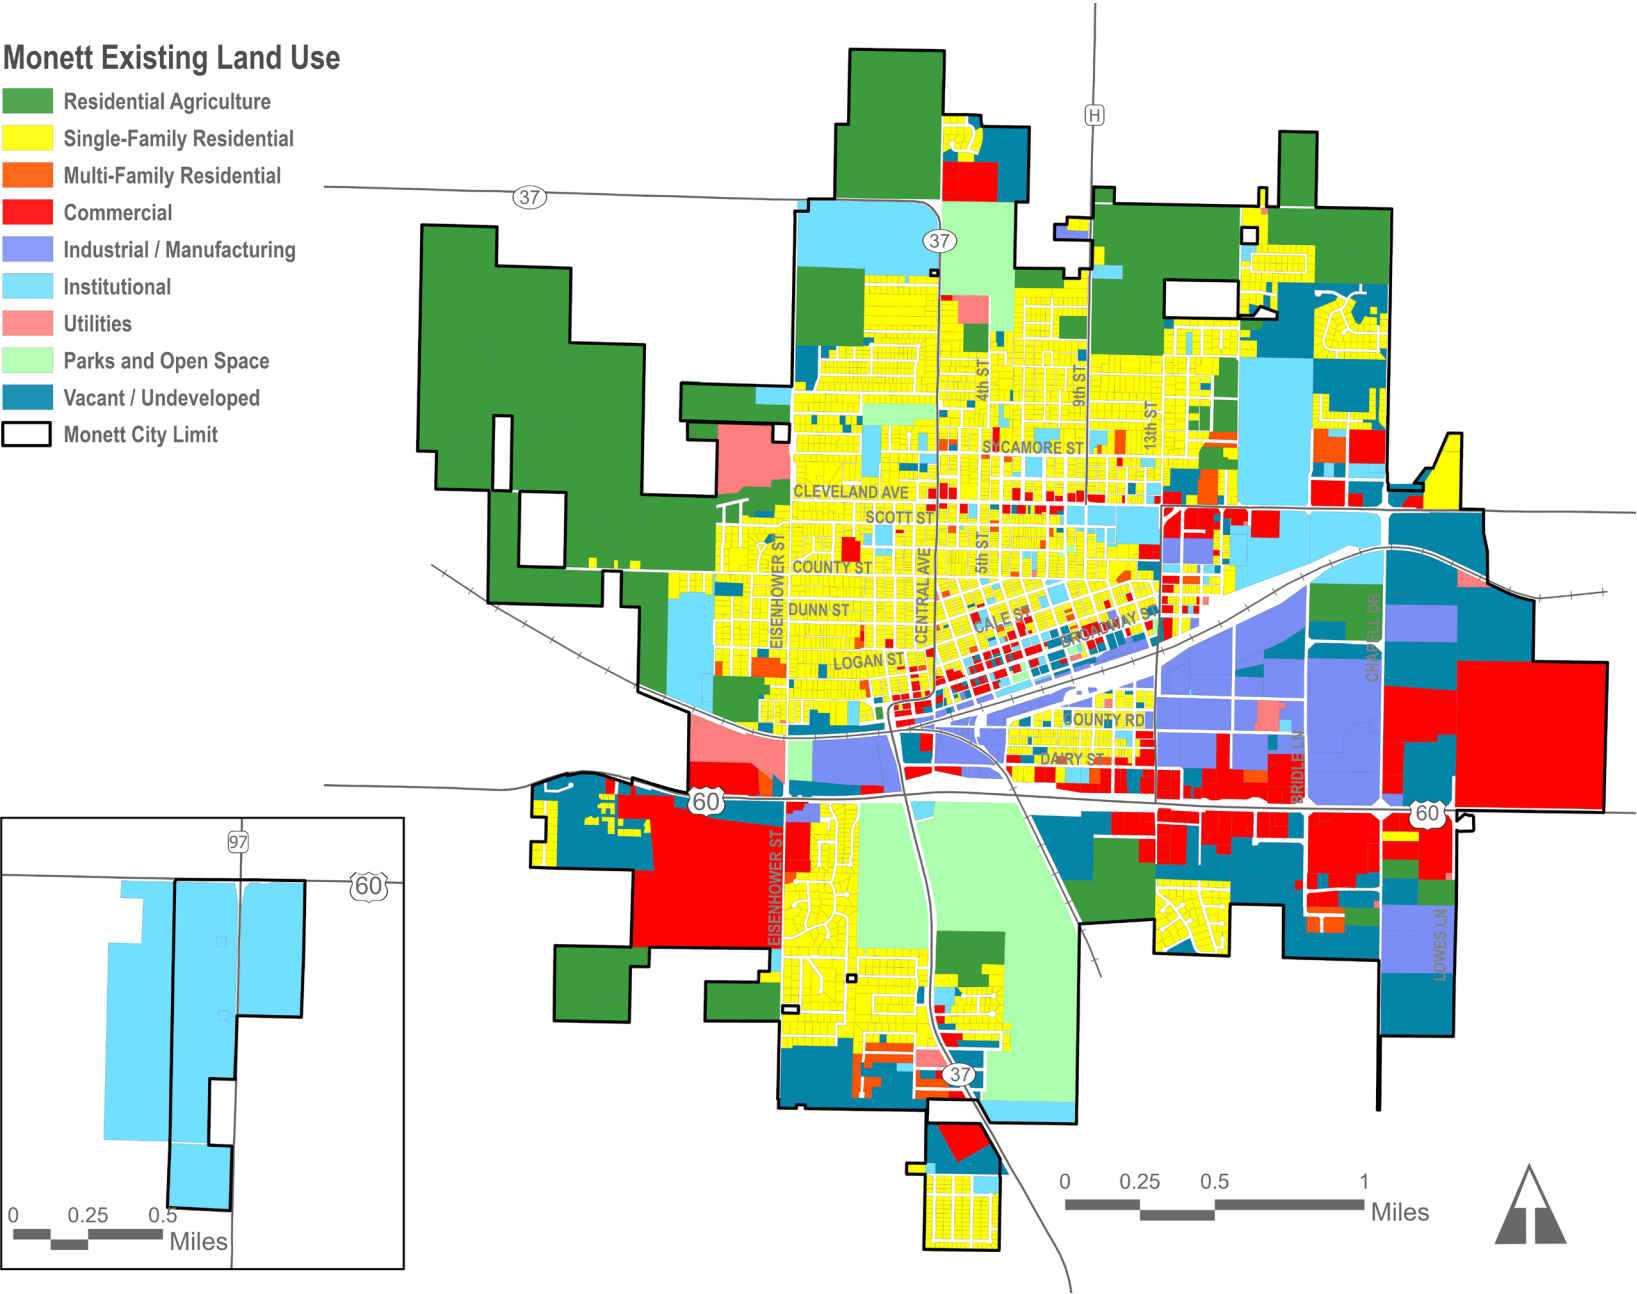 Monett Existing Land Use
Residential Agriculture
Single-Family Residential
Multi-Family Residential
Commercial
Industrial / Manufacturing
Institutional
Utilities
Parks and Open Space
Vacant / Undeveloped
Monett City Limit
H
37
37
4th ST
9th ST
13th ST
SYCAMORE ST
CLEVELAND AVE
SCOTT ST
5th ST
EISENHOWER ST
COUNTY ST
CENTRAL AVE
DUNN ST
CALE ST
BROADWAY ST
CHAPELL DR
LOGAN ST
COUNTY RD
DAIRY ST
BRIDLE LN
60
60
EISENHOWER ST
LOWES LN
37
97
60
0 0.25 0.5
Miles
0 0.25 0.5 1
Miles